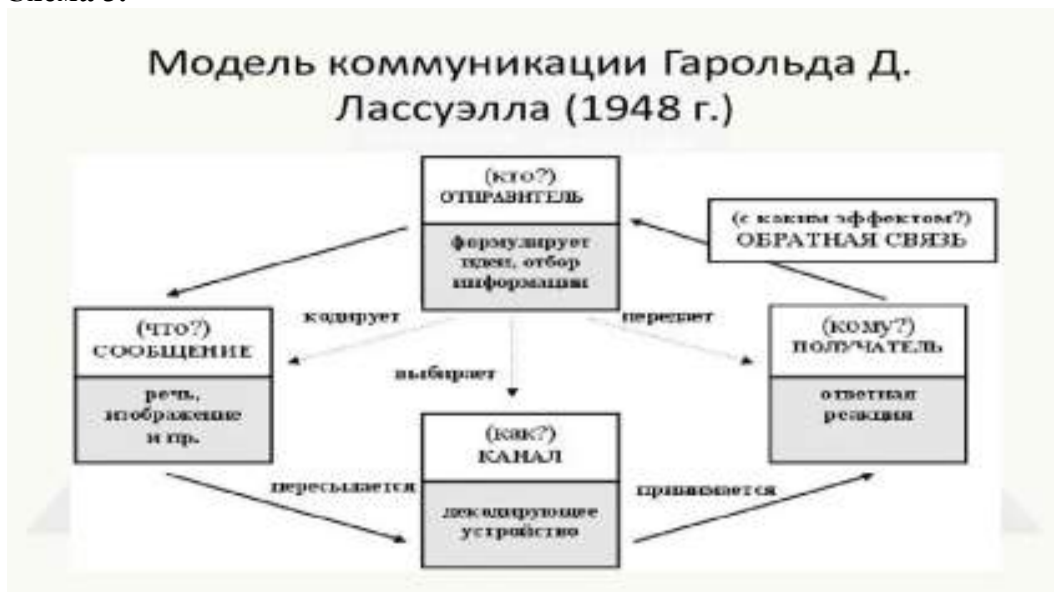 Модель коммуникации Гарольда Д.
Лассуэлла (1948 г.)
(кто?)
ОТПРАВИТЕЛЬ
формулирует
идеи, отбор
информации
(с каким эффектом?)
ОБРАТНАЯ СВЯЗЬ
кодирует
выбирает
передает
(что?)
СООБЩЕНИЕ
речь,
изображение
и пр.
(кому?)
ПОЛУЧАТЕЛЬ
ответная
реакция
(как?)
КАНАЛ
декодирующее
устройство
пересылается
принимается